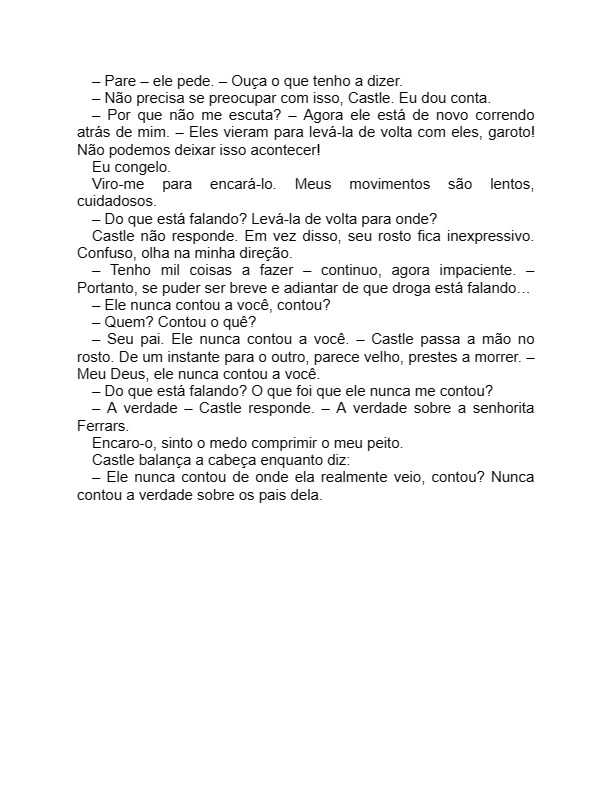 – Pare – ele pede. – Ouça o que tenho a dizer.
– Não precisa se preocupar com isso, Castle. Eu dou conta.
– Por que não me escuta? – Agora ele está de novo correndo
atrás de mim. – Eles vieram para levá-la de volta com eles, garoto!
Não podemos deixar isso acontecer!
Eu congelo.
Viro-me para encará-lo. Meus movimentos são lentos,
cuidadosos.
– Do que está falando? Levá-la de volta para onde?
Castle não responde. Em vez disso, seu rosto fica inexpressivo.
Confuso, olha na minha direção.
– Tenho mil coisas a fazer – continuo, agora impaciente. –
Portanto, se puder ser breve e adiantar de que droga está falando…
– Ele nunca contou a você, contou?
– Quem? Contou o quê?
– Seu pai. Ele nunca contou a você. – Castle passa a mão no
rosto. De um instante para o outro, parece velho, prestes a morrer. –
Meu Deus, ele nunca contou a você.
– Do que está falando? O que foi que ele nunca me contou?
– A verdade – Castle responde. – A verdade sobre a senhorita
Ferrars.
Encaro-o, sinto o medo comprimir o meu peito.
Castle balança a cabeça enquanto diz:
– Ele nunca contou de onde ela realmente veio, contou? Nunca
contou a verdade sobre os pais dela.